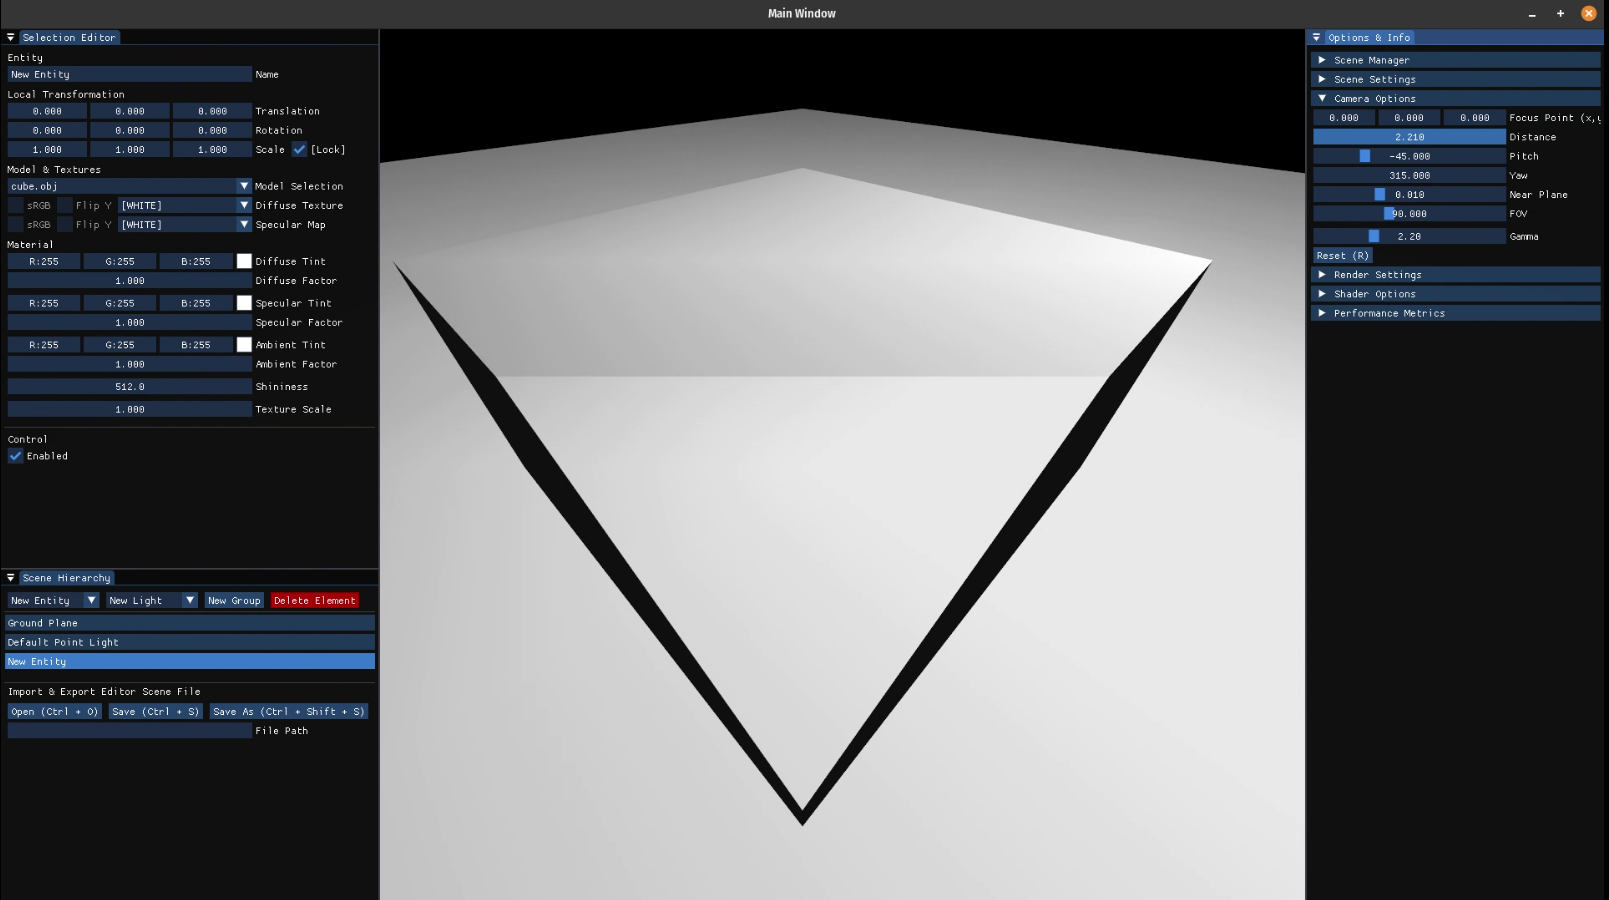 Main Window
Selection Editor
Entity
New Entity Name
Local Transformation
0.000 0.000 0.000 Translation
0.000 0.000 0.000 Rotation
1.000 1.000 1.000 Scale [Lock]
Model & Textures
cube.obj Model Selection
sRGB Flip Y [WHITE] Diffuse Texture
sRGB Flip Y [WHITE] Specular Map
Material
R:255 G:255 B:255 Diffuse Tint
1.000 Diffuse Factor
R:255 G:255 B:255 Specular Tint
1.000 Specular Factor
R:255 G:255 B:255 Ambient Tint
1.000 Ambient Factor
512.0 Shininess
1.000 Texture Scale
Control
Enabled
Scene Hierarchy
New Entity New Light New Group Delete Element
Ground Plane
Default Point Light
New Entity
Import & Export Editor Scene File
Open (Ctrl + O) Save (Ctrl + S) Save As (Ctrl + Shift + S)
File Path
Options & Info
Scene Manager
Scene Settings
Camera Options
0.000 0.000 0.000 Focus Point (x,y
2.210 Distance
-45.000 Pitch
315.000 Yaw
0.010 Near Plane
90.000 FOV
2.20 Gamma
Reset (R)
Render Settings
Shader Options
Performance Metrics